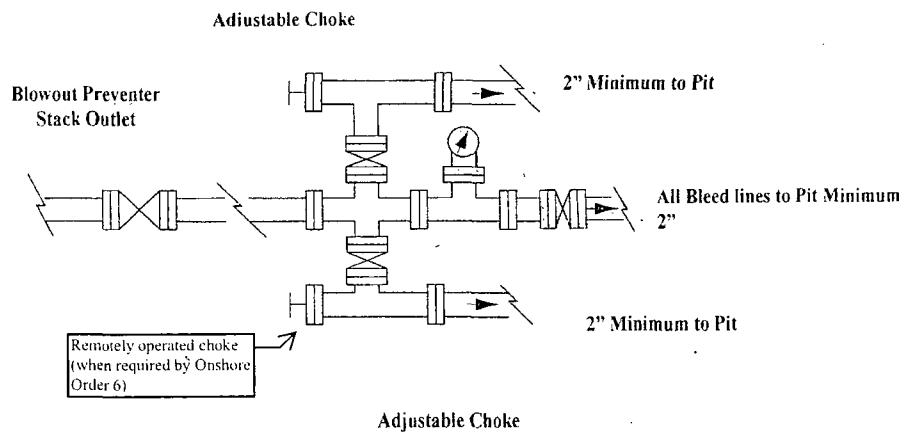 Adjustable Choke
2” Minimum to Pit
Blowout Preventer
Stack Outlet
All Bleed lines to Pit Minimum
2”
2” Minimum to Pit
Remotely operated choke
(when required by Onshore
Order 6)
Adjustable Choke